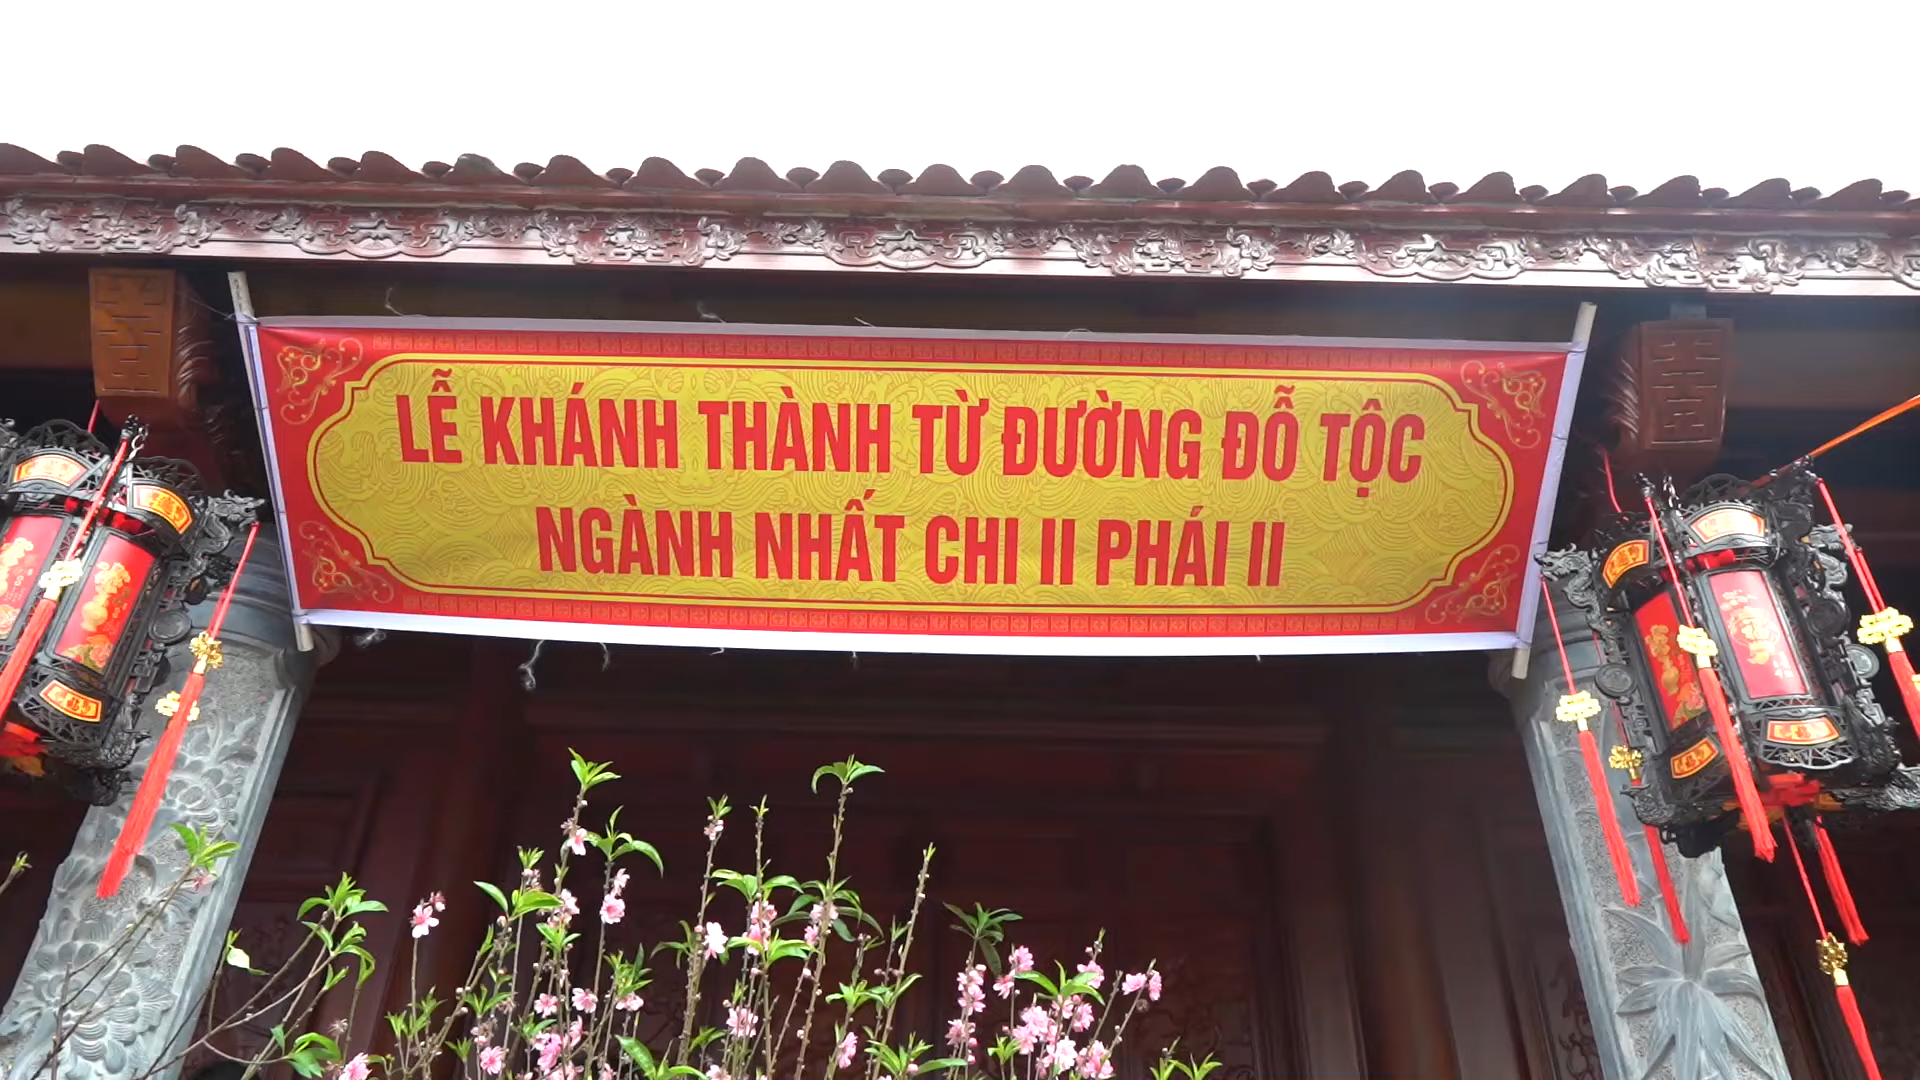 LỄ KHÁNH THÀNH TỪ ĐƯỜNG ĐỖ TỘC
NGÀNH NHẤT CHI II PHÁI II